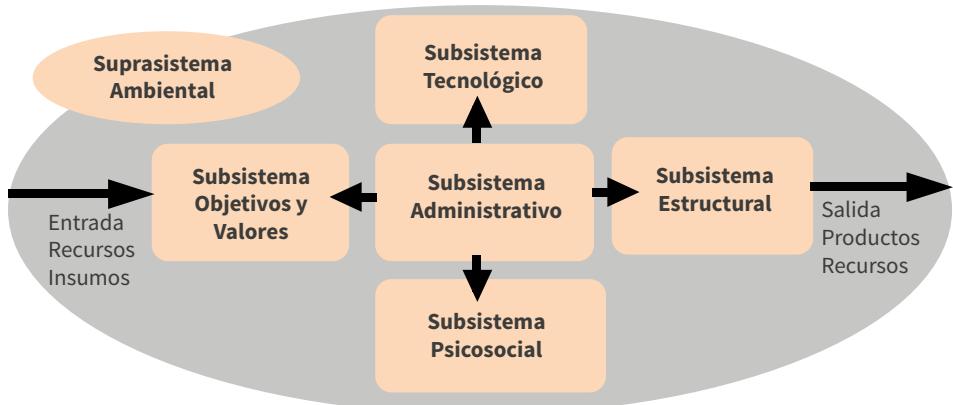 Suprasistema
Ambiental
Subsistema
Tecnológico
Entrada
Recursos
Insumos
Subsistema
Objetivos y
Valores
Subsistema
Administrativo
Subsistema
Estructural
Salida
Productos
Recursos
Subsistema
Psicosocial